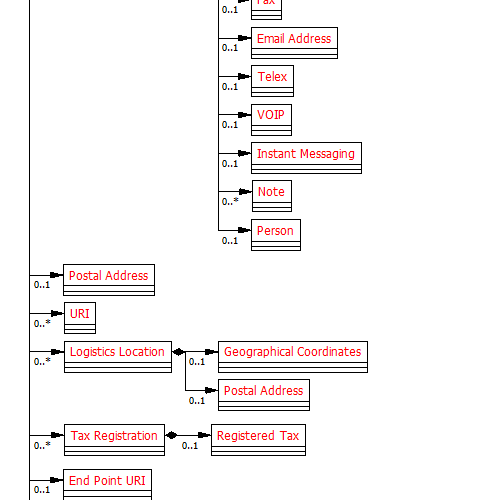 Fax
0..1
Email Address
0..1
Telex
0..1
VOIP
0..1
Instant Messaging
0..1
Note
0..*
Person
0..1
Postal Address
0..1
URI
0..*
Logistics Location
Geographical Coordinates
0..*
0..1
Postal Address
0..1
Tax Registration
Registered Tax
0..*
0..1
End Point URI
0..1